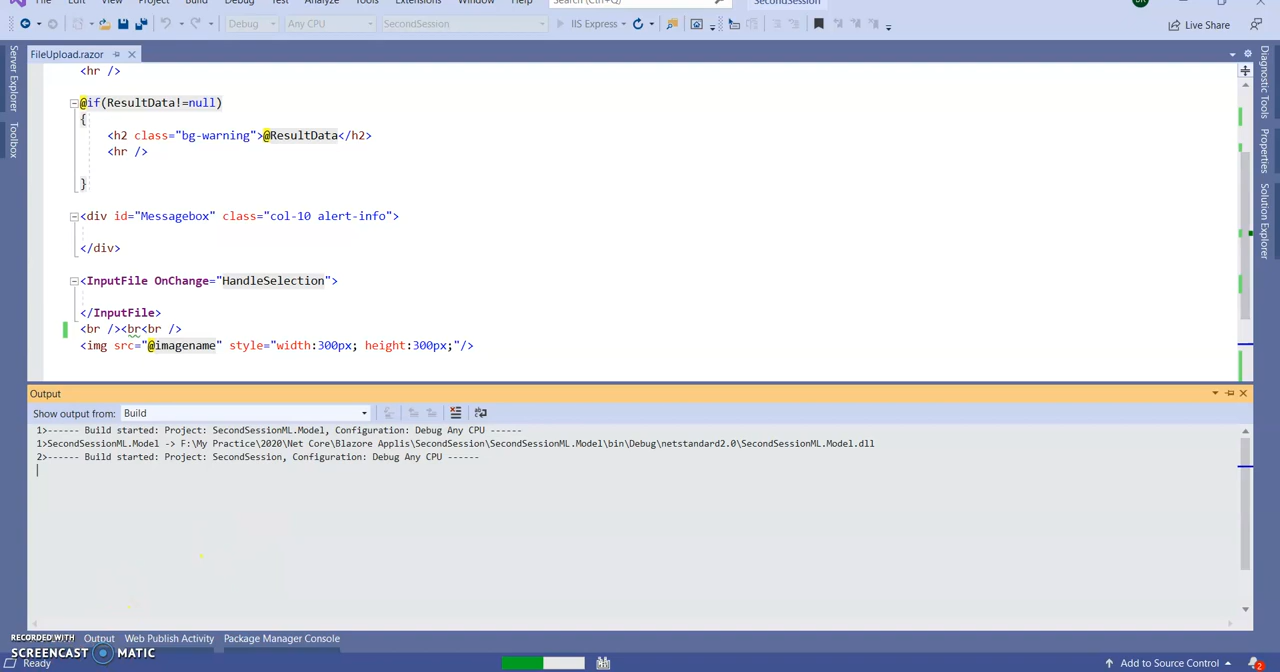 File Edit View Project Build Debug Test Analyze Tools Extensions Window Help Search (Ctrl+Q) SecondSession
Debug Any CPU SecondSession IIS Express Live Share
FileUpload.razor
Server Explorer
Toolbox
Diagnostic Tools
Properties
Solution Explorer
<hr />
@if(ResultData!=null)
{
<h2 class="bg-warning">@ResultData</h2>
<hr />
}
<div id="Messagebox" class="col-10 alert-info">
</div>
<InputFile OnChange="HandleSelection">
</InputFile>
<br /><br<br />
<img src="@imagename" style="width:300px; height:300px;"/>
Output
Show output from: Build
1>------ Build started: Project: SecondSessionML.Model, Configuration: Debug Any CPU ------
1>SecondSessionML.Model -> F:\My Practice\2020\Net Core\Blazore Applis\SecondSession\SecondSessionML.Model\bin\Debug\netstandard2.0\SecondSessionML.Model.dll
2>------ Build started: Project: SecondSession, Configuration: Debug Any CPU ------
RECORDED WITH
SCREENCAST MATIC
Output Web Publish Activity Package Manager Console
Ready Add to Source Control 2